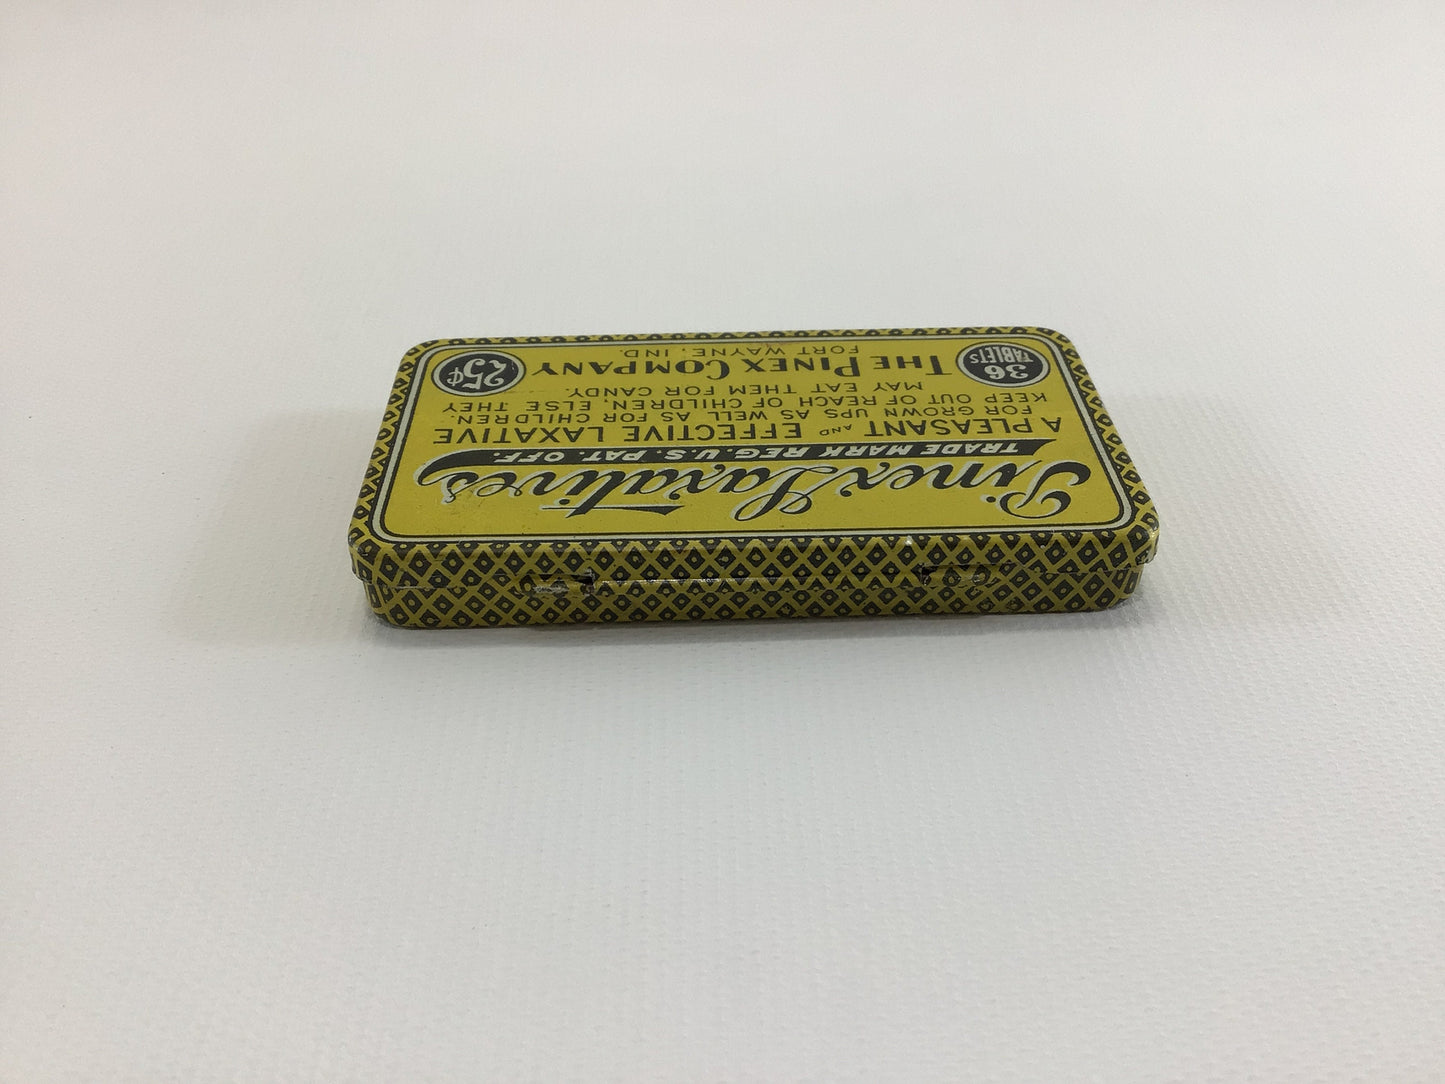 Pinex Laxatives
TRADE MARK REG. U.S. PAT. OFF.
A PLEASANT AND EFFECTIVE LAXATIVE
FOR GROWN UPS AS WELL AS FOR CHILDREN.
KEEP OUT OF REACH OF CHILDREN, ELSE THEY
MAY EAT THEM FOR CANDY.
36
TABLETS
THE PINEX COMPANY
FORT WAYNE, IND.
25¢